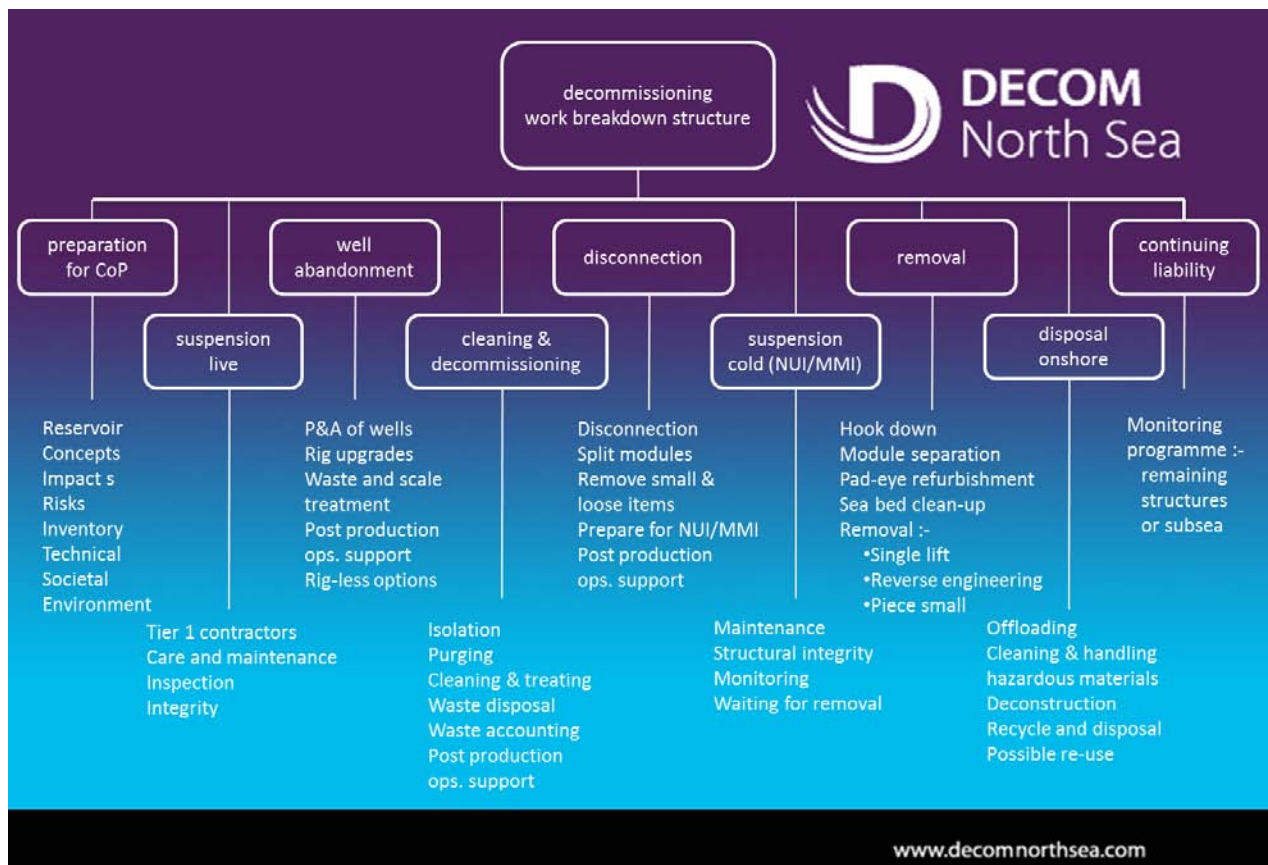 decommissioning
work breakdown structure
DECOM
North Sea
preparation
for CoP
well
abandonment
disconnection
removal
continuing
liability
suspension
live
cleaning &
decommissioning
suspension
cold (NUI/MMI)
disposal
onshore
Reservoir
Concepts
Impact s
Risks
Inventory
Technical
Societal
Environment
P&A of wells
Rig upgrades
Waste and scale
treatment
Post production
ops. support
Rig-less options
Disconnection
Split modules
Remove small &
loose items
Prepare for NUI/MMI
Post production
ops. support
Hook down
Module separation
Pad-eye refurbishment
Sea bed clean-up
Removal :-
•Single lift
•Reverse engineering
•Piece small
Monitoring
programme :-
remaining
structures
or subsea
Tier 1 contractors
Care and maintenance
Inspection
Integrity
Isolation
Purging
Cleaning & treating
Waste disposal
Waste accounting
Post production
ops. support
Maintenance
Structural integrity
Monitoring
Waiting for removal
Offloading
Cleaning & handling
hazardous materials
Deconstruction
Recycle and disposal
Possible re-use
www.decomnorthsea.com